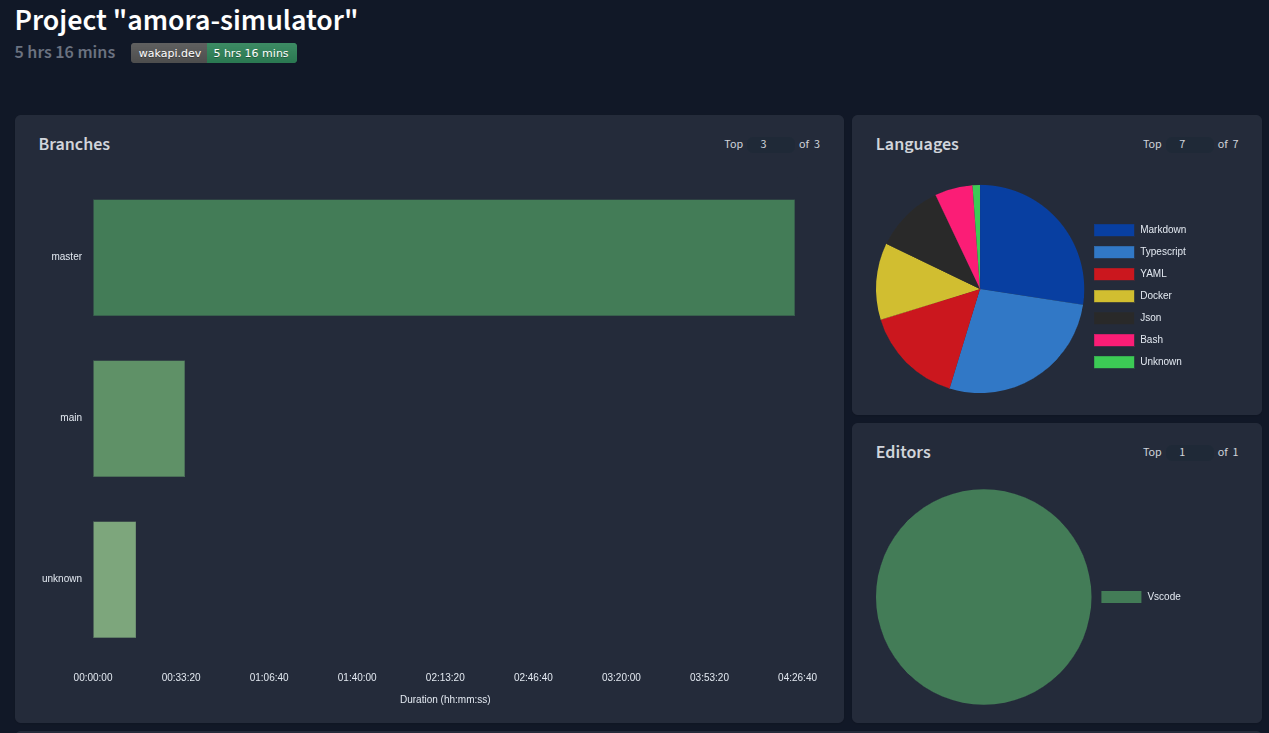 Project "amora-simulator"
5 hrs 16 mins wakapi.dev 5 hrs 16 mins
Branches Top 3 of 3
master
main
unknown
00:00:00 00:33:20 01:06:40 01:40:00 02:13:20 02:46:40 03:20:00 03:53:20 04:26:40
Duration (hh:mm:ss)
Languages Top 7 of 7
Markdown
Typescript
YAML
Docker
Json
Bash
Unknown
Editors Top 1 of 1
Vscode